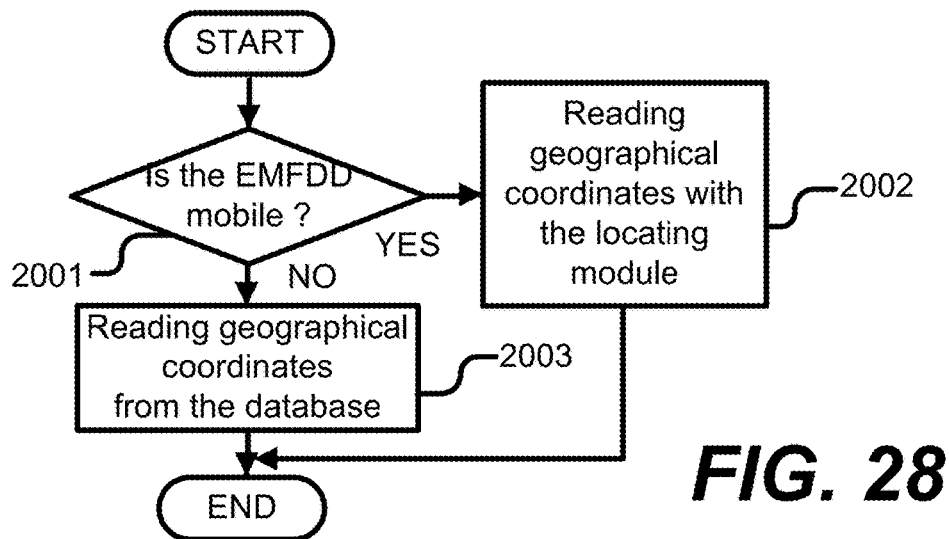 START
Is the EMFDD
mobile ?
YES
NO
2001
Reading
geographical
coordinates with
the locating
module
2002
Reading geographical
coordinates
from the database
2003
END
FIG. 28